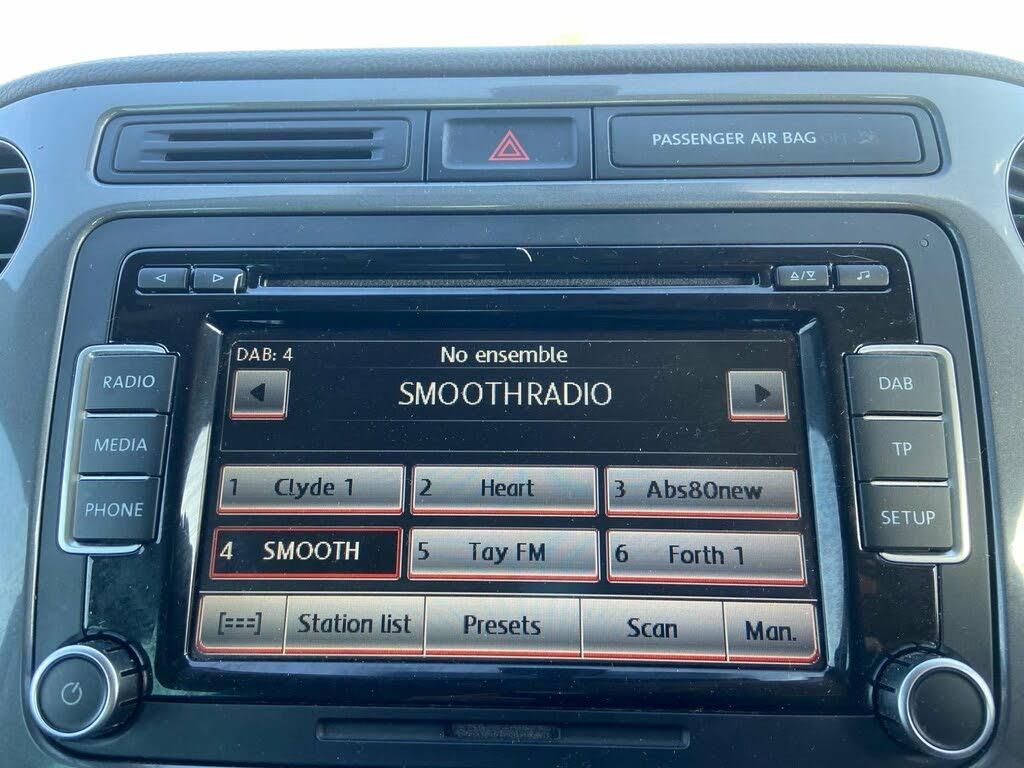 PASSENGER AIR BAG OFF
RADIO
MEDIA
PHONE
DAB: 4
No ensemble
SMOOTHRADIO
1 Clyde 1
2 Heart
3 Abs80new
4 SMOOTH
5 Tay FM
6 Forth 1
[===]
Station list
Presets
Scan
Man.
DAB
TP
SETUP